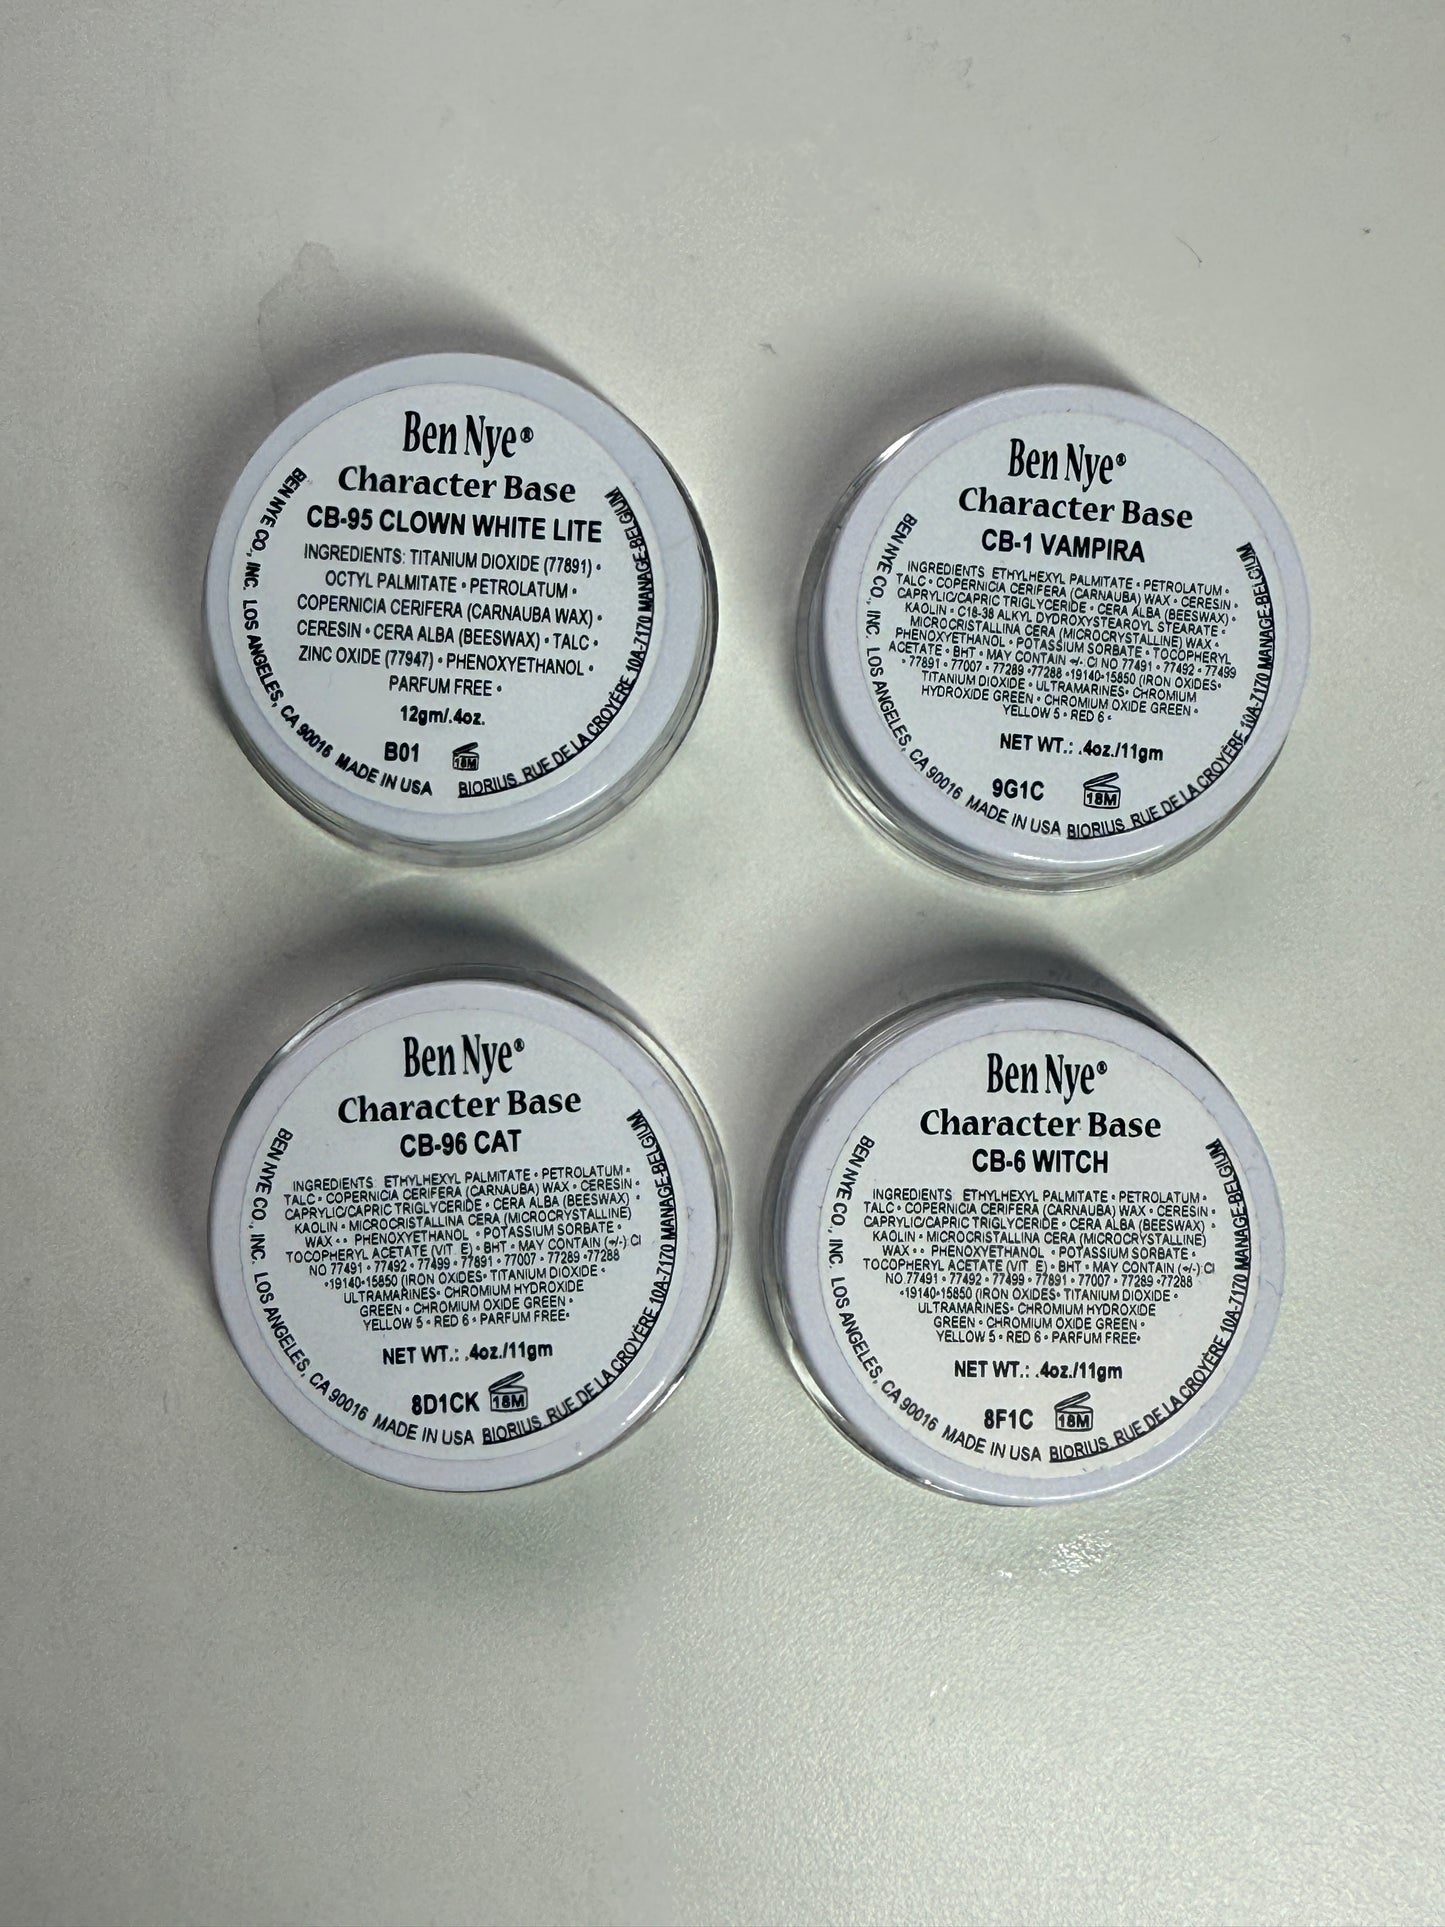 Ben Nye®
Character Base
CB-95 CLOWN WHITE LITE
INGREDIENTS: TITANIUM DIOXIDE (77891) •
OCTYL PALMITATE • PETROLATUM •
COPERNICIA CERIFERA (CARNAUBA WAX) •
CERESIN • CERA ALBA (BEESWAX) • TALC •
ZINC OXIDE (77947) • PHENOXYETHANOL •
PARFUM FREE •
12gm/.4oz.
B01
18M
BEN NYE CO., INC. LOS ANGELES, CA 90016 MADE IN USA BIORIUS RUE DE LA CROYÈRE 10A-7170 MANAGE-BELGIUM
Ben Nye®
Character Base
CB-1 VAMPIRA
INGREDIENTS ETHYLHEXYL PALMITATE • PETROLATUM •
TALC • COPERNICIA CERIFERA (CARNAUBA) WAX • CERESIN •
CAPRYLIC/CAPRIC TRIGLYCERIDE • CERA ALBA (BEESWAX) •
KAOLIN • C18-38 ALKYL DYDROXYSTEAROYL STEARATE •
MICROCRISTALLINA CERA (MICROCRYSTALLINE) WAX •
PHENOXYETHANOL • POTASSIUM SORBATE • TOCOPHERYL
ACETATE • BHT • MAY CONTAIN +/- CI NO 77491 • 77492 • 77499
• 77891 • 77007 • 77289 •77288 •19140•15850 (IRON OXIDES•
TITANIUM DIOXIDE • ULTRAMARINES• CHROMIUM
HYDROXIDE GREEN • CHROMIUM OXIDE GREEN •
YELLOW 5 • RED 6 •
NET WT.: .4oz./11gm
9G1C
18M
BEN NYE CO., INC. LOS ANGELES, CA 90016 MADE IN USA BIORIUS RUE DE LA CROYÈRE 10A-7170 MANAGE-BELGIUM
Ben Nye®
Character Base
CB-96 CAT
INGREDIENTS ETHYLHEXYL PALMITATE • PETROLATUM •
TALC • COPERNICIA CERIFERA (CARNAUBA) WAX • CERESIN •
CAPRYLIC/CAPRIC TRIGLYCERIDE • CERA ALBA (BEESWAX) •
KAOLIN • MICROCRISTALLINA CERA (MICROCRYSTALLINE)
WAX •• PHENOXYETHANOL • POTASSIUM SORBATE •
TOCOPHERYL ACETATE (VIT E) • BHT • MAY CONTAIN (+/-) CI
NO 77491 • 77492 • 77499 • 77891 • 77007 • 77289 •77288
•19140•15850 (IRON OXIDES• TITANIUM DIOXIDE •
ULTRAMARINES• CHROMIUM HYDROXIDE
GREEN • CHROMIUM OXIDE GREEN •
YELLOW 5 • RED 6 • PARFUM FREE•
NET WT.: .4oz./11gm
8D1CK
18M
BEN NYE CO., INC. LOS ANGELES, CA 90016 MADE IN USA BIORIUS RUE DE LA CROYÈRE 10A-7170 MANAGE-BELGIUM
Ben Nye®
Character Base
CB-6 WITCH
INGREDIENTS ETHYLHEXYL PALMITATE • PETROLATUM •
TALC • COPERNICIA CERIFERA (CARNAUBA) WAX • CERESIN •
CAPRYLIC/CAPRIC TRIGLYCERIDE • CERA ALBA (BEESWAX) •
KAOLIN • MICROCRISTALLINA CERA (MICROCRYSTALLINE)
WAX •• PHENOXYETHANOL • POTASSIUM SORBATE •
TOCOPHERYL ACETATE (VIT E) • BHT • MAY CONTAIN (+/-) CI
NO 77491 • 77492 • 77499 • 77891 • 77007 • 77289 •77288
•19140•15850 (IRON OXIDES• TITANIUM DIOXIDE •
ULTRAMARINES• CHROMIUM HYDROXIDE
GREEN • CHROMIUM OXIDE GREEN •
YELLOW 5 • RED 6 • PARFUM FREE•
NET WT.: .4oz./11gm
8F1C
18M
BEN NYE CO., INC. LOS ANGELES, CA 90016 MADE IN USA BIORIUS RUE DE LA CROYÈRE 10A-7170 MANAGE-BELGIUM